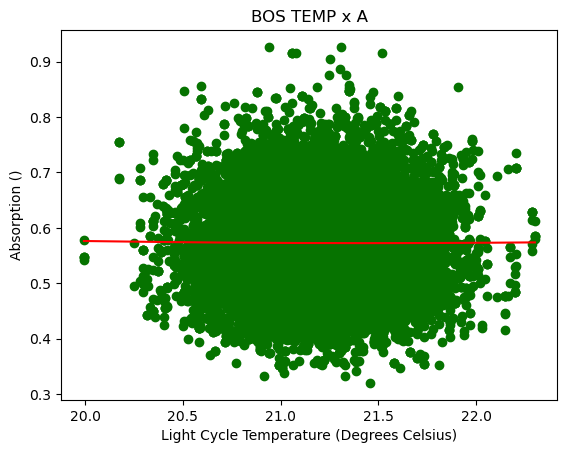 BOS TEMP x A
Absorption ()
0.9
0.8
0.7
0.6
0.5
0.4
0.3
20.0 20.5 21.0 21.5 22.0
Light Cycle Temperature (Degrees Celsius)